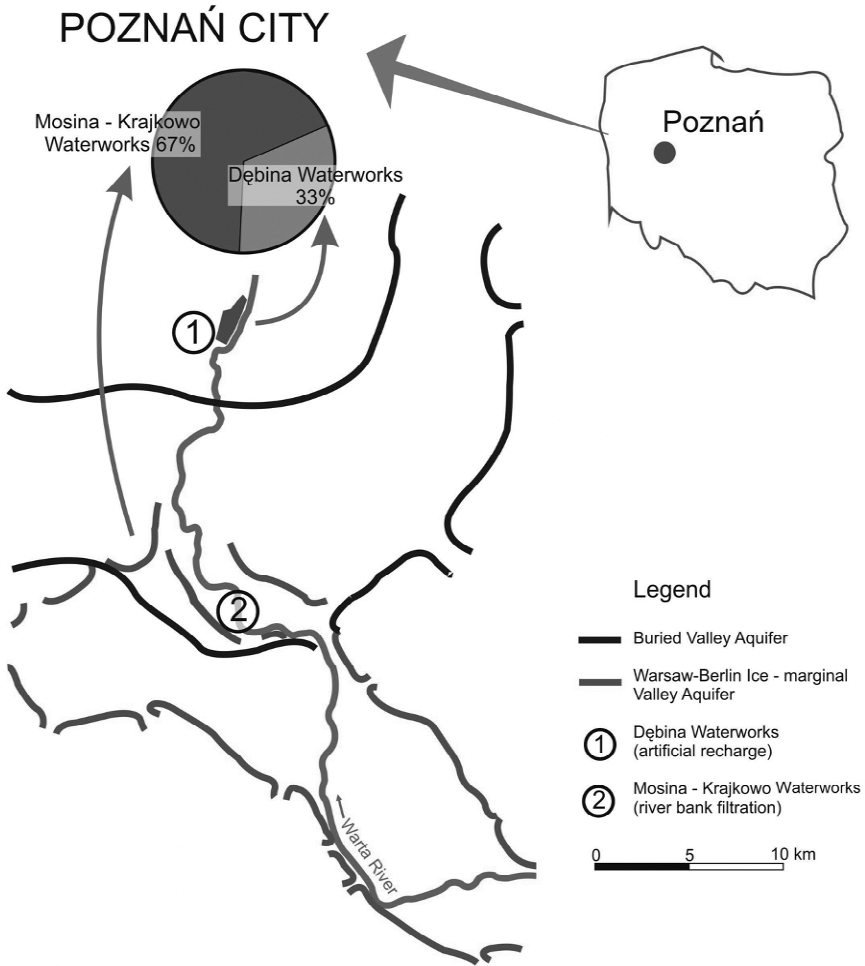 POZNAŃ CITY
Mosina - Krajkowo
Waterworks 67%
Dębina Waterworks
33%
Poznań
1
2
Warta River
Legend
Buried Valley Aquifer
Warsaw-Berlin Ice - marginal
Valley Aquifer
1
Dębina Waterworks
(artificial recharge)
2
Mosina - Krajkowo Waterworks
(river bank filtration)
0 5 10 km